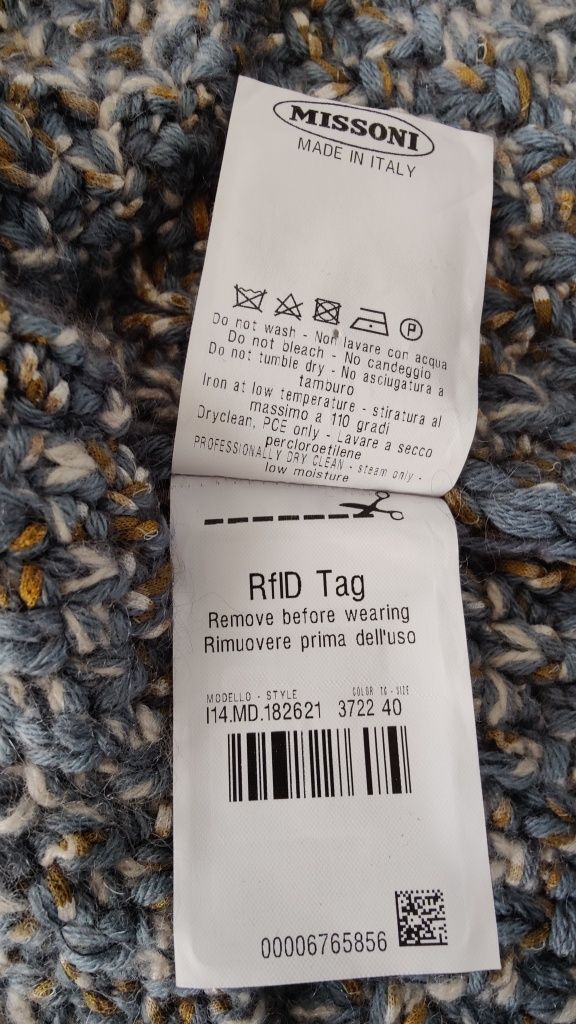 MISSONI
MADE IN ITALY
P
Do not wash - Non lavare con acqua
Do not bleach - No candeggio
Do not tumble dry - No asciugatura a
tamburo
Iron at low temperature - stiratura al
massimo a 110 gradi
Dryclean, PCE only - Lavare a secco
percloroetilene
PROFESSIONALLY DRY CLEAN - steam only -
low moisture
RfID Tag
Remove before wearing
Rimuovere prima dell'uso
MODELLO - STYLE COLOR TG - SIZE
I14.MD.182621 3722 40
00006765856